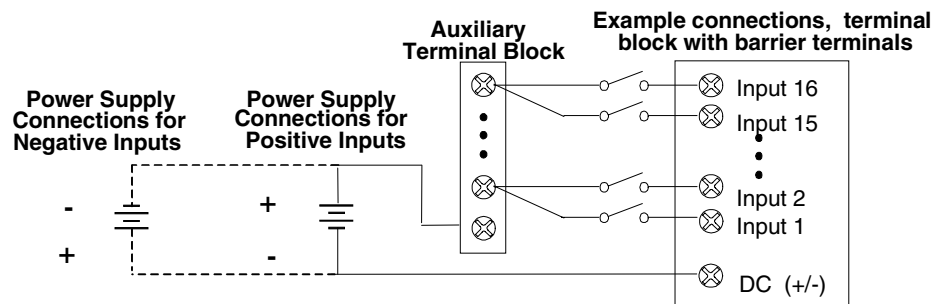 Auxiliary
Terminal Block
Example connections, terminal
block with barrier terminals
Power Supply
Connections for
Negative Inputs
Power Supply
Connections for
Positive Inputs
Input 16
Input 15
Input 2
Input 1
DC (+/-)
-
+
+
-